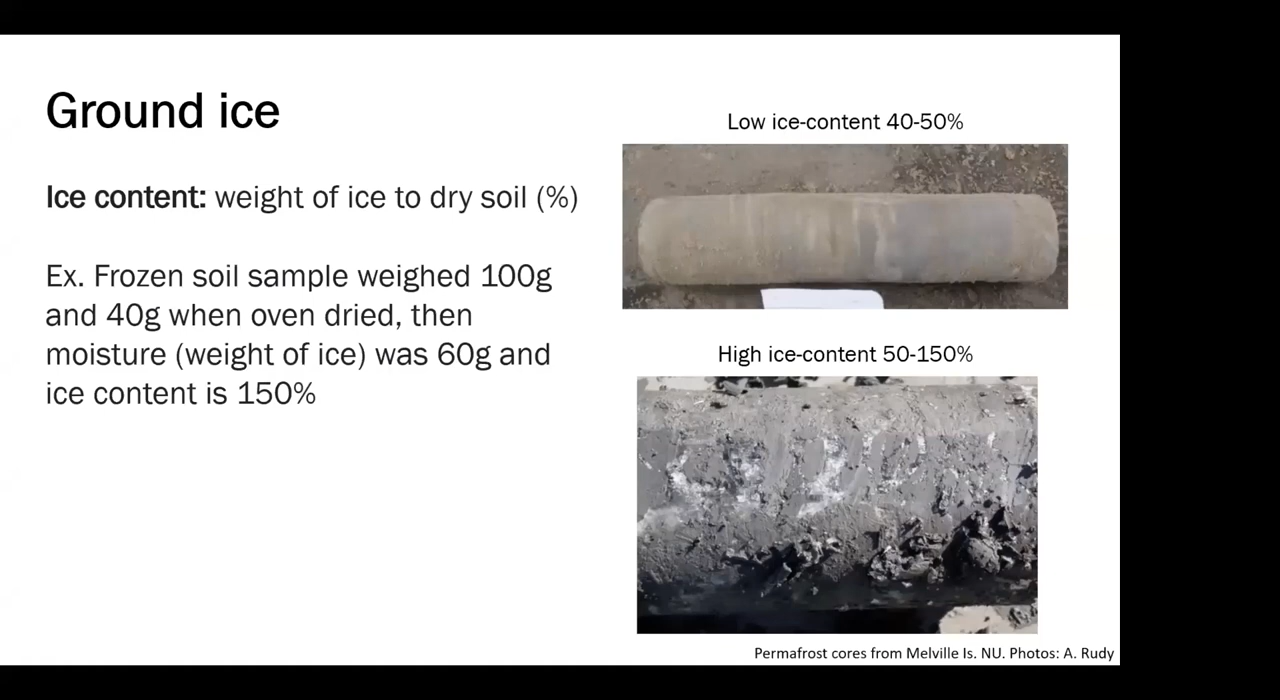 Ground ice
Ice content: weight of ice to dry soil (%)
Ex. Frozen soil sample weighed 100g
and 40g when oven dried, then
moisture (weight of ice) was 60g and
ice content is 150%
Low ice-content 40-50%
High ice-content 50-150%
Permafrost cores from Melville Is. NU. Photos: A. Rudy